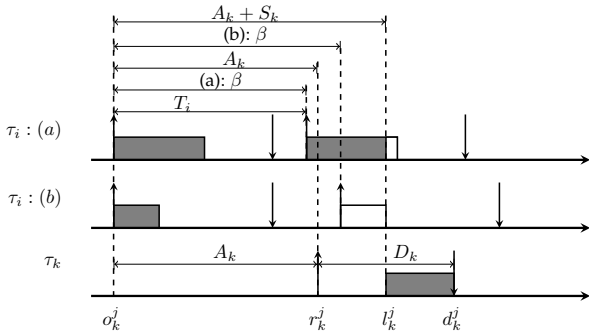 A_k + S_k
(b): β
A_k
(a): β
T_i
τ_i : (a)
τ_i : (b)
τ_k A_k D_k
o_k^j r_k^j l_k^j d_k^j